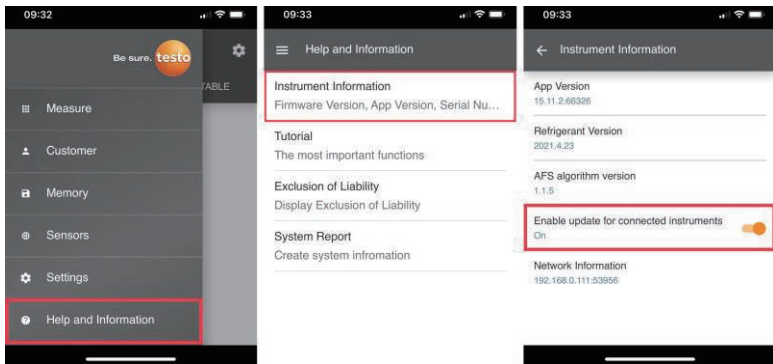 09:32
Be sure. testo
TABLE
Measure
Customer
Memory
Sensors
Settings
Help and Information
09:33
Help and Information
Instrument Information
Firmware Version, App Version, Serial Nu...
Tutorial
The most important functions
Exclusion of Liability
Display Exclusion of Liability
System Report
Create system infromation
09:33
Instrument Information
App Version
15.11.2.66326
Refrigerant Version
2021.4.23
AFS algorithm version
1.1.5
Enable update for connected instruments
On
Network Information
192.168.0.111:53956